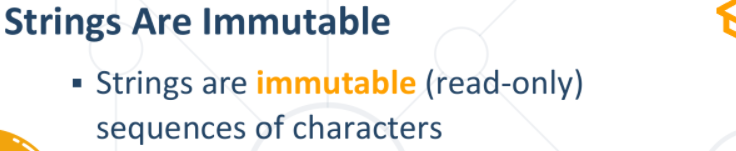 Strings Are Immutable
▪ Strings are immutable (read-only)
sequences of characters